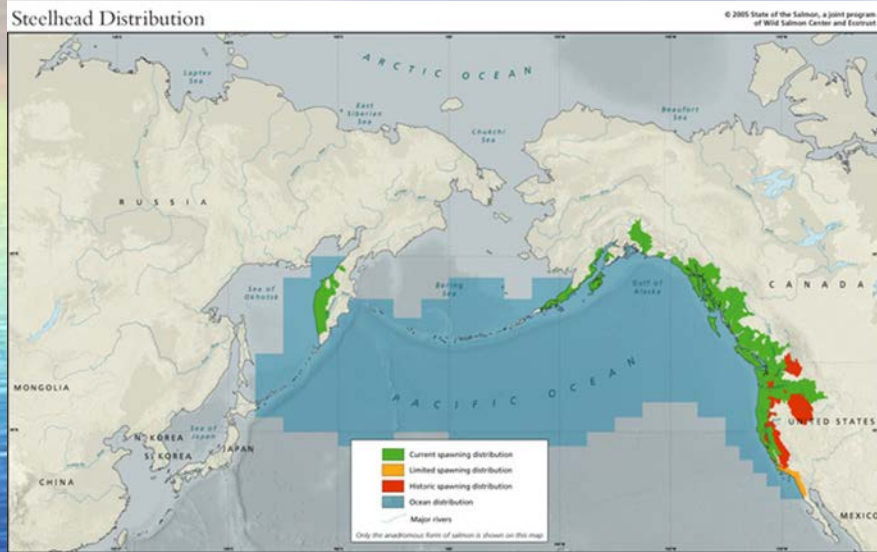 Steelhead Distribution
© 2005 State of the Salmon, a joint program
of Wild Salmon Center and Ecotrust
ARCTIC OCEAN
Laptev
Sea
East
Siberian
Sea
Chukchi
Sea
Beaufort
Sea
RUSSIA
Sea of
Okhotsk
Bering
Sea
Gulf of
Alaska
CANADA
PACIFIC OCEAN
MONGOLIA
UNITED STATES
Sea of
Japan
N. KOREA
S. KOREA
JAPAN
CHINA
MEXICO
Current spawning distribution
Limited spawning distribution
Historic spawning distribution
Ocean distribution
Major rivers
Only the anadromous form of salmon is shown on this map